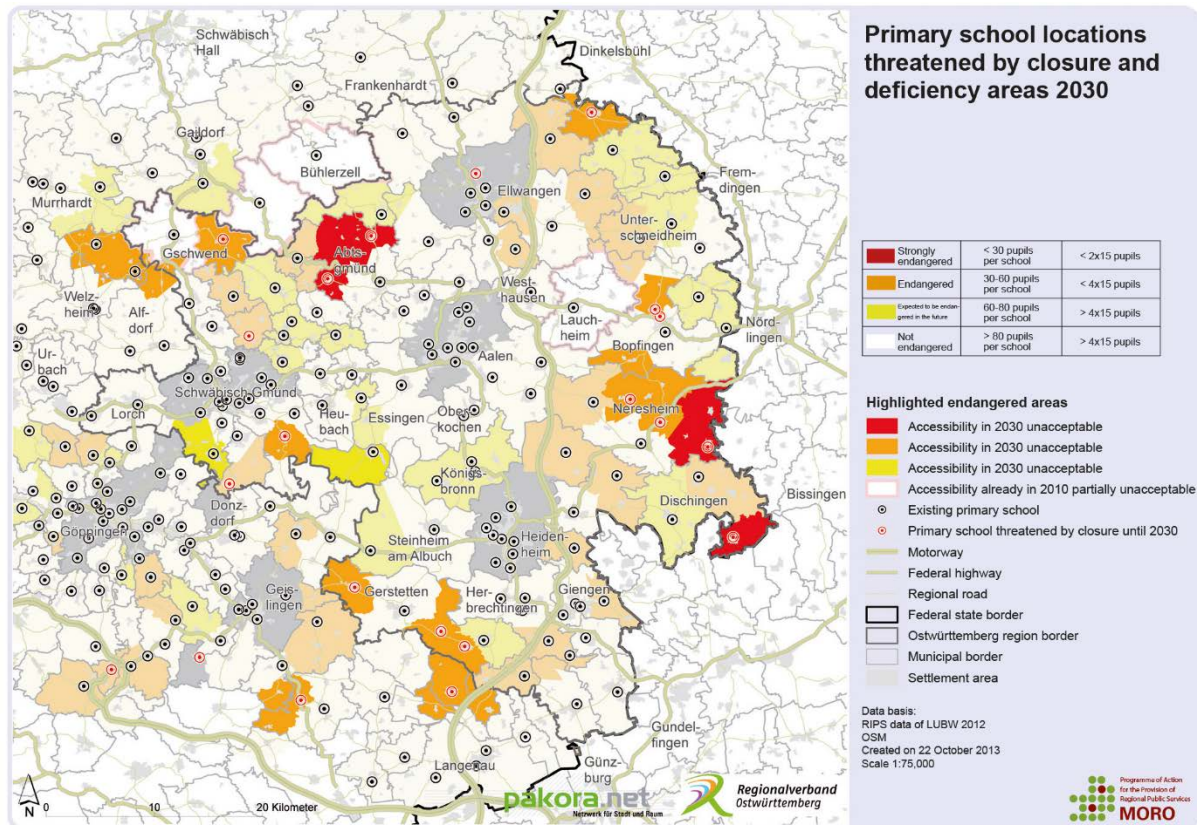 Primary school locations
threatened by closure and
deficiency areas 2030
Strongly
endangered
< 30 pupils
per school
< 2x15 pupils
Endangered
30-60 pupils
per school
< 4x15 pupils
Expected to be endan-
gered in the future
60-80 pupils
per school
> 4x15 pupils
Not
endangered
> 80 pupils
per school
> 4x15 pupils
Highlighted endangered areas
Accessibility in 2030 unacceptable
Accessibility in 2030 unacceptable
Accessibility in 2030 unacceptable
Accessibility already in 2010 partially unacceptable
Existing primary school
Primary school threatened by closure until 2030
Motorway
Federal highway
Regional road
Federal state border
Ostwürttemberg region border
Municipal border
Settlement area
Data basis:
RIPS data of LUBW 2012
OSM
Created on 22 October 2013
Scale 1:75,000
Programme of Action
for the Provision of
Regional Public Services
MORO
Schwäbisch
Hall
Dinkelsbühl
Frankenhardt
Gaildorf
Bühlerzell
Ellwangen
Frem-
dingen
Murrhardt
Unter-
schneidheim
Gschwend
Abts-
gmünd
West-
hausen
Welz-
heim
Alf-
dorf
Lauch-
heim
Nörd-
lingen
Ur-
bach
Aalen
Bopfingen
Schwäbisch-Gmünd
Lorch
Heu-
bach
Essingen
Ober-
kochen
Neresheim
Königs-
bronn
Dischingen
Bissingen
Donz-
dorf
Göppingen
Steinheim
am Albuch
Heiden-
heim
Geis-
lingen
Gerstetten
Her-
brechtingen
Giengen
Gundel-
fingen
Langenau
Günz-
burg
N
0
10
20 Kilometer
pakora.net
Netzwerk für Stadt und Raum
Regionalverband
Ostwürttemberg